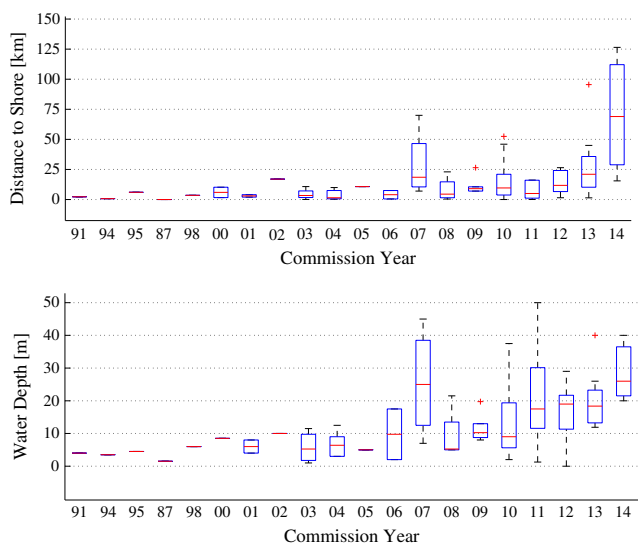 150
125
100
75
50
25
0
Distance to Shore [km]
91 94 95 87 98 00 01 02 03 04 05 06 07 08 09 10 11 12 13 14
Commission Year
50
40
30
20
10
0
Water Depth [m]
91 94 95 87 98 00 01 02 03 04 05 06 07 08 09 10 11 12 13 14
Commission Year